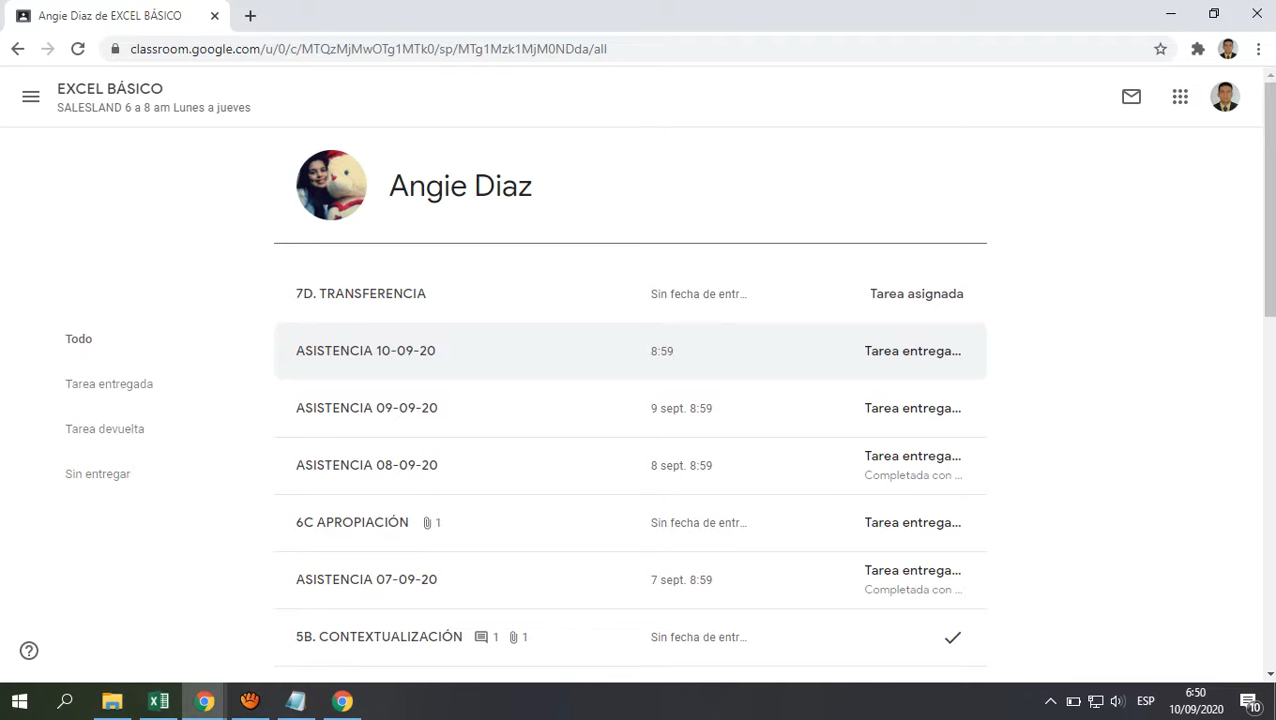 Angie Diaz de EXCEL BÁSICO
classroom.google.com/u/0/c/MTQzMjMwOTg1MTk0/sp/MTg1Mzk1MjM0NDda/all
EXCEL BÁSICO
SALESLAND 6 a 8 am Lunes a jueves
Angie Diaz
7D. TRANSFERENCIA Sin fecha de entr... Tarea asignada
Todo
ASISTENCIA 10-09-20 8:59 Tarea entrega...
Tarea entregada
ASISTENCIA 09-09-20 9 sept. 8:59 Tarea entrega...
Tarea devuelta
ASISTENCIA 08-09-20 8 sept. 8:59 Tarea entrega...
Completada con ...
Sin entregar
6C APROPIACIÓN 1 Sin fecha de entr... Tarea entrega...
ASISTENCIA 07-09-20 7 sept. 8:59 Tarea entrega...
Completada con ...
5B. CONTEXTUALIZACIÓN 1 1 Sin fecha de entr...
ESP 6:50
10/09/2020 10